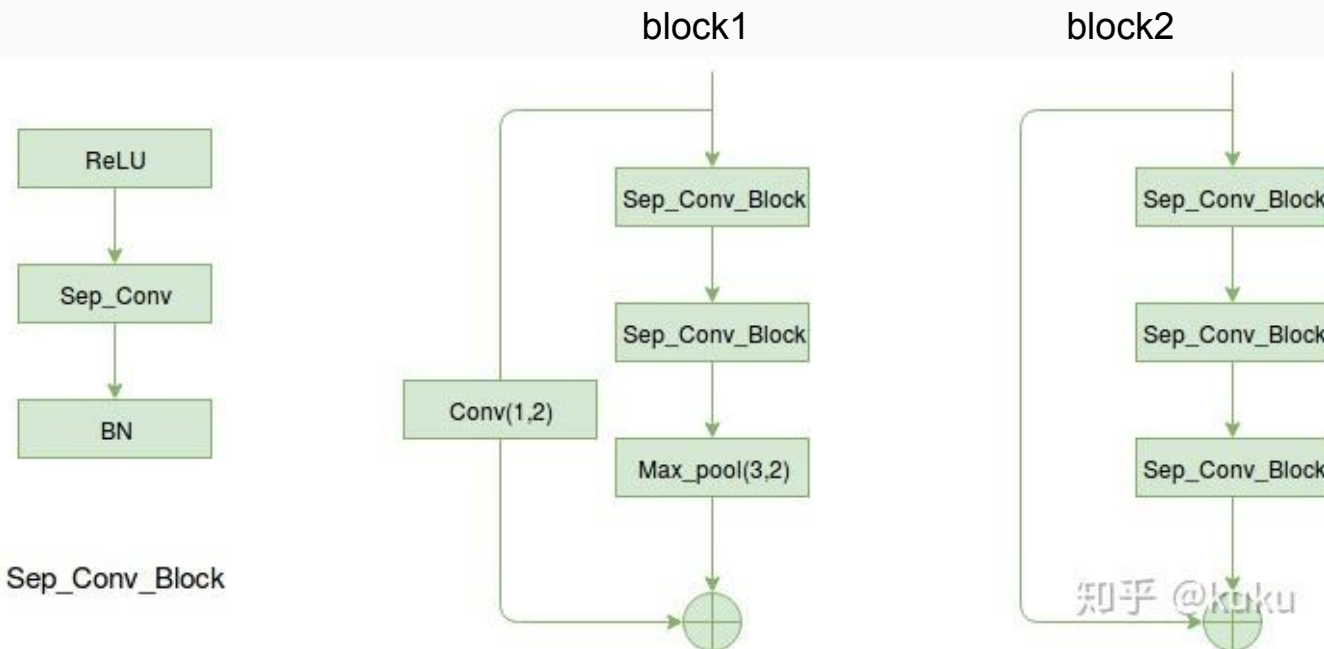 block1
block2
ReLU
Sep_Conv
BN
Sep_Conv_Block
Sep_Conv_Block
Sep_Conv_Block
Conv(1,2)
Max_pool(3,2)
Sep_Conv_Block
Sep_Conv_Block
Sep_Conv_Block
知乎 @kuku